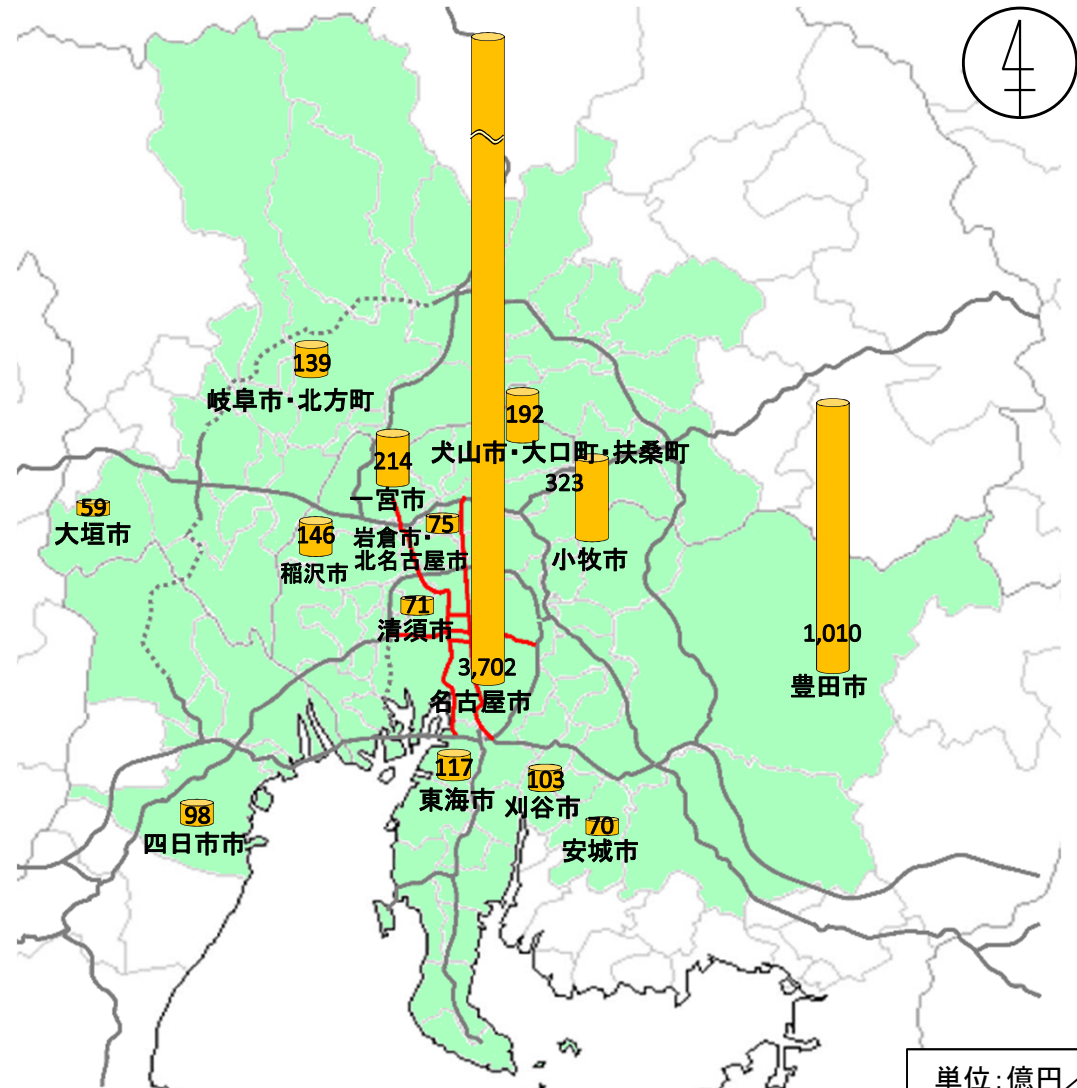 139
岐阜市・北方町
192
犬山市・大口町・扶桑町
214
一宮市
323
小牧市
59
大垣市
146
稲沢市
75
岩倉市・
北名古屋市
71
清須市
3,702
名古屋市
1,010
豊田市
117
東海市
103
刈谷市
98
四日市市
70
安城市
単位:億円／